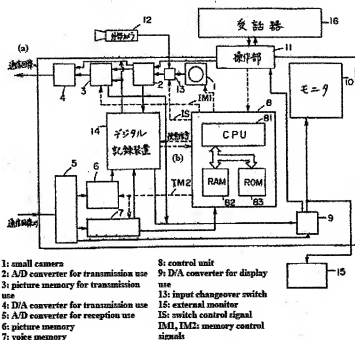 12
受話器
16
(a)
外部カメラ
11
操作部
モニタ
10
通信回線
4
3
2
13
1
IM1
IS
8
14
デジタル
記録装置
CPU
81
(b)
5
6
IM2
RAM
ROM
82
83
通信回線
7
9
15
1: small camera
2: A/D converter for transmission use
3: picture memory for transmission
use
4: D/A converter for transmission use
5: A/D converter for reception use
6: picture memory
7: voice memory
8: control unit
9: D/A converter for display
use
13: input changeover switch
15: external monitor
IS: switch control signal
IM1, IM2: memory control
signals